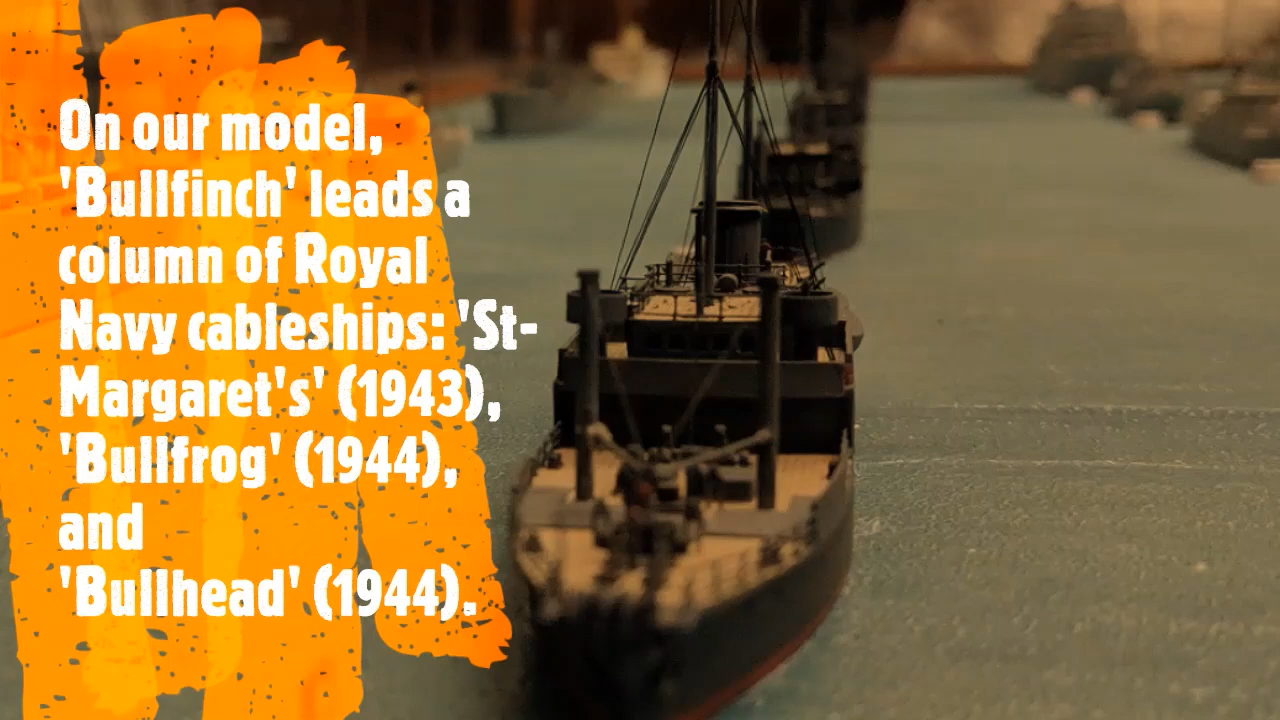 On our model,
'Bullfinch' leads a
column of Royal
Navy cableships: 'St-
Margaret's' (1943),
'Bullfrog' (1944),
and
'Bullhead' (1944).